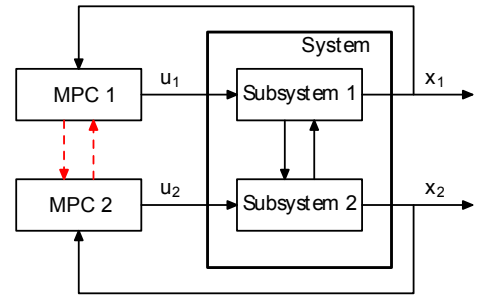 System
MPC 1
u1
Subsystem 1
x1
MPC 2
u2
Subsystem 2
x2